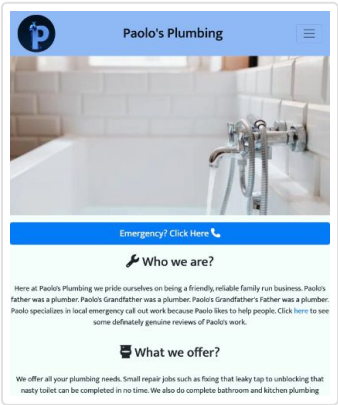 Paolo's Plumbing
Emergency? Click Here
Who we are?
Here at Paolo's Plumbing we pride ourselves on being a friendly, reliable family run business. Paolo's
father was a plumber. Paolo's Grandfather was a plumber. Paolo's Grandfather's Father was a plumber.
Paolo specializes in local emergency call out work because Paolo likes to help people. Click here to see
some definately genuine reviews of Paolo's work.
What we offer?
We offer all your plumbing needs. Small repair jobs such as fixing that leaky tap to unblocking that
nasty toilet can be completed in no time. We also do complete bathroom and kitchen plumbing